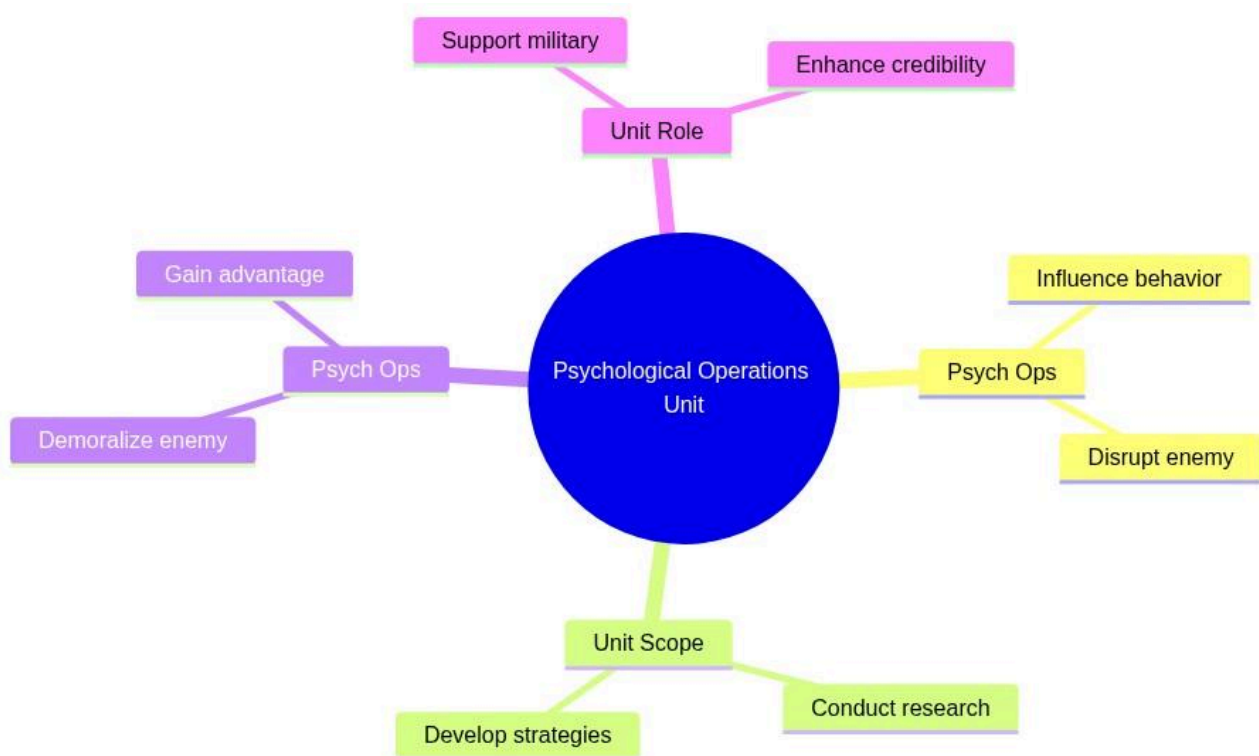 Support military
Enhance credibility
Unit Role
Gain advantage
Influence behavior
Psych Ops
Psychological Operations
Unit
Psych Ops
Demoralize enemy
Disrupt enemy
Unit Scope
Conduct research
Develop strategies